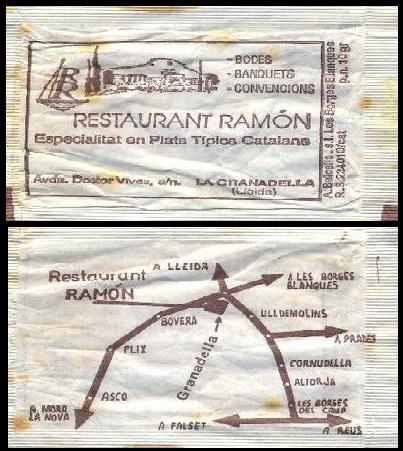 RR
- BODES
- BANQUETS
- CONVENCIONS
RESTAURANT RAMÓN
Especialitat en Plats Típics Catalans
Avda. Doctor Vives, s/n. LA GRANADELLA
(Lleida)
s.l. Les Borges Blanques
p.n. 10 gr
R.S. 23401D/cat
A LLEIDA
Restaurant
RAMÓN
A LES BORGES
BLANQUES
BOVERA
ULLDEMOLINS
Granadella
A PRADES
FLIX
CORNUDELLA
ALFORJA
ASCO
LES BORGES
DEL CAMP
A MORA
LA NOVA
A FALSET
A REUS